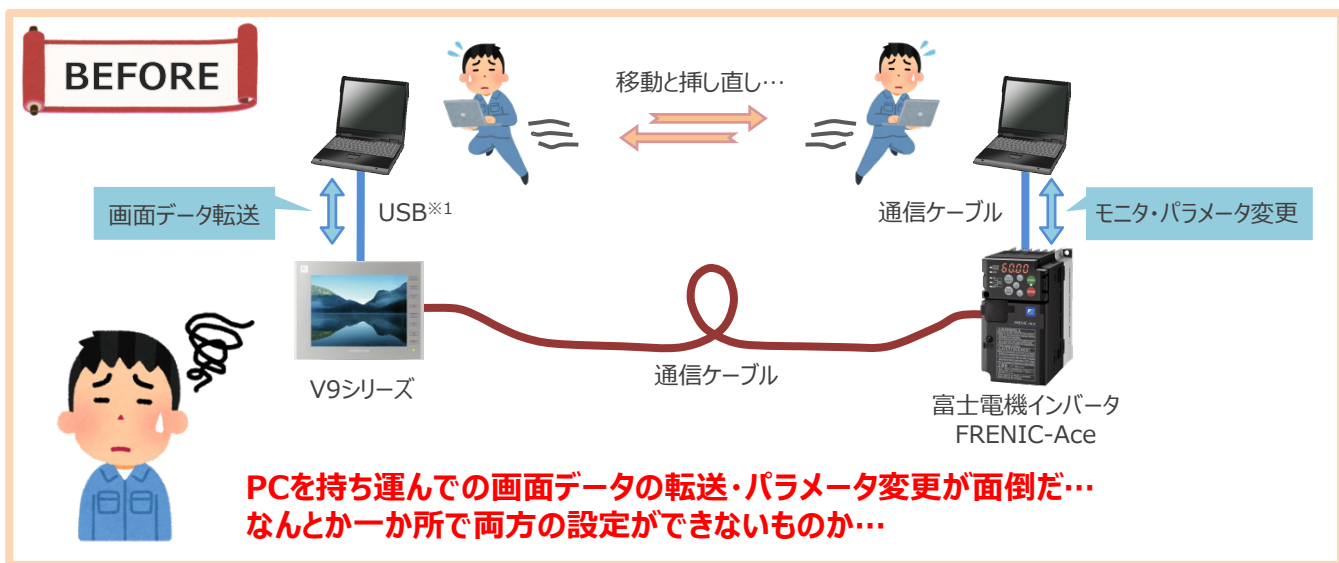 BEFORE
移動と挿し直し…
画面データ転送
USB※1
通信ケーブル
モニタ・パラメータ変更
60.00
FRENIC-Ace
V9シリーズ
通信ケーブル
富士電機インバータ
FRENIC-Ace
PCを持ち運んでの画面データの転送・パラメータ変更が面倒だ…
なんとか一か所で両方の設定ができないものか…